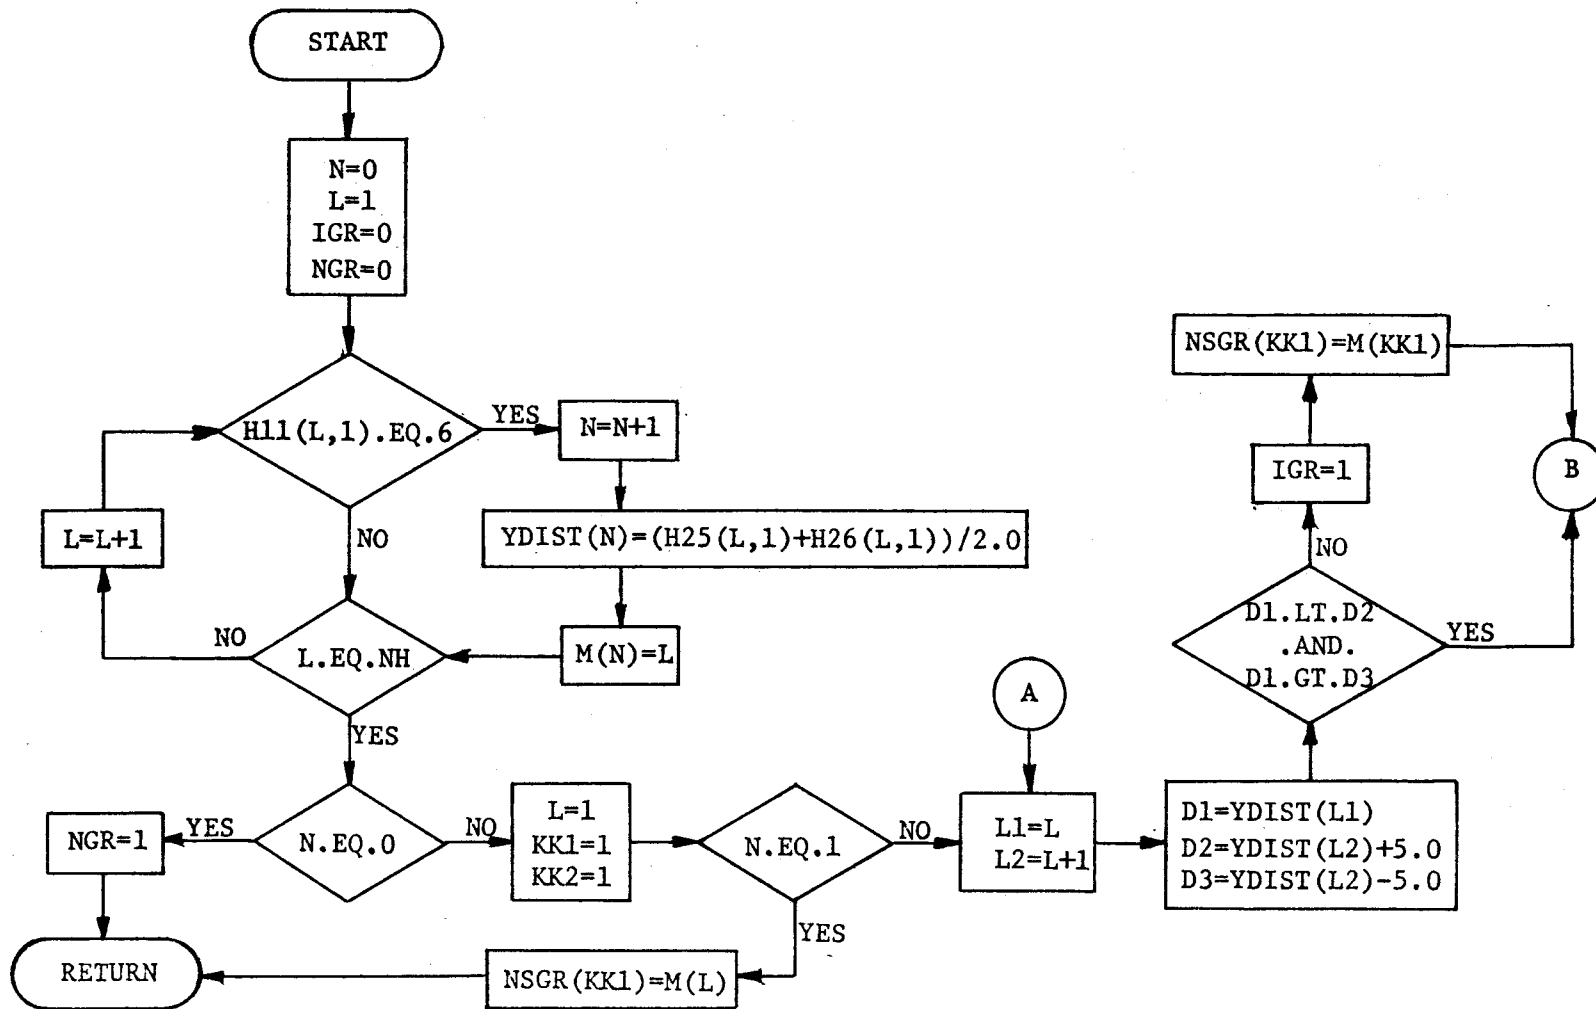 START
N=0
L=1
IGR=0
NGR=0
H11(L,1).EQ.6
YES
N=N+1
NO
YDIST(N)=(H25(L,1)+H26(L,1))/2.0
L=L+1
M(N)=L
L.EQ.NH
NO
YES
N.EQ.0
YES
NGR=1
RETURN
NO
L=1
KK1=1
KK2=1
N.EQ.1
YES
NSGR(KK1)=M(L)
NO
A
L1=L
L2=L+1
D1=YDIST(L1)
D2=YDIST(L2)+5.0
D3=YDIST(L2)-5.0
D1.LT.D2
.AND.
D1.GT.D3
YES
NO
IGR=1
NSGR(KK1)=M(KK1)
B